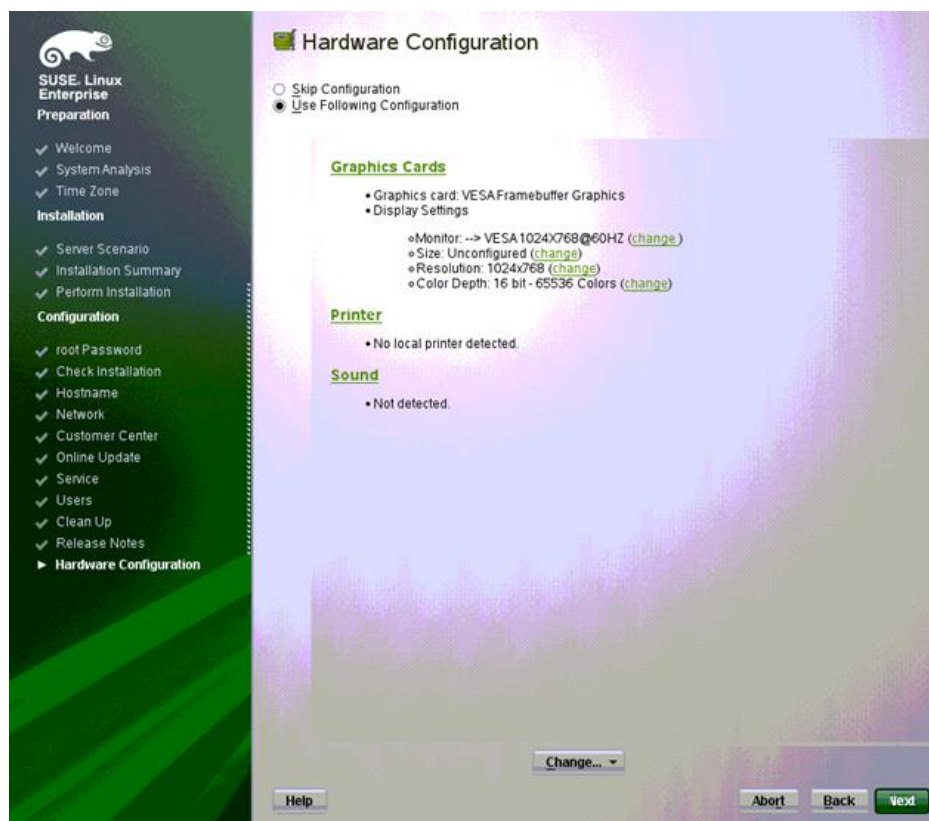 SUSE. Linux
Enterprise
Preparation
Welcome
System Analysis
Time Zone
Installation
Server Scenario
Installation Summary
Perform Installation
Configuration
root Password
Check Installation
Hostname
Network
Customer Center
Online Update
Service
Users
Clean Up
Release Notes
Hardware Configuration
Hardware Configuration
Skip Configuration
Use Following Configuration
Graphics Cards
• Graphics card: VESA Framebuffer Graphics
• Display Settings
Monitor: --> VESA 1024X768@60HZ (change )
Size: Unconfigured (change)
Resolution: 1024x768 (change)
Color Depth: 16 bit - 65536 Colors (change)
Printer
• No local printer detected.
Sound
• Not detected.
Change...
Help
Abort
Back
Next